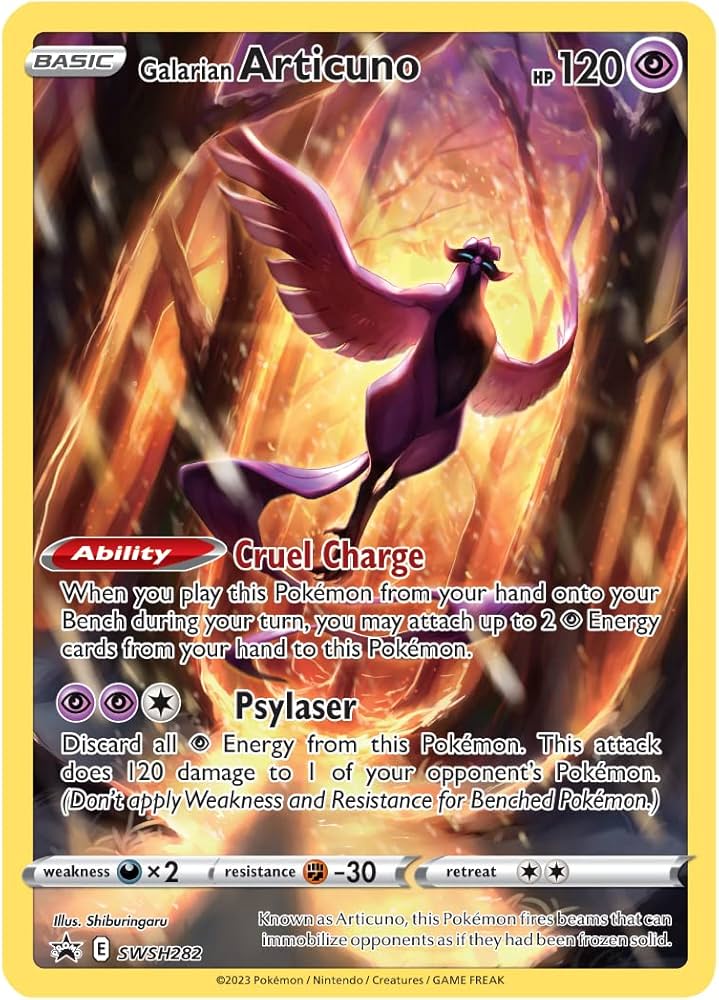 BASIC
Galarian Articuno HP 120
Ability Cruel Charge
When you play this Pokémon from your hand onto your
Bench during your turn, you may attach up to 2 Energy
cards from your hand to this Pokémon.
Psylaser
Discard all Energy from this Pokémon. This attack
does 120 damage to 1 of your opponent's Pokémon.
(Don't apply Weakness and Resistance for Benched Pokémon.)
weakness ×2 resistance -30 retreat
Illus. Shiburingaru
Known as Articuno, this Pokémon fires beams that can
immobilize opponents as if they had been frozen solid.
E SWSH282
©2023 Pokémon / Nintendo / Creatures / GAME FREAK